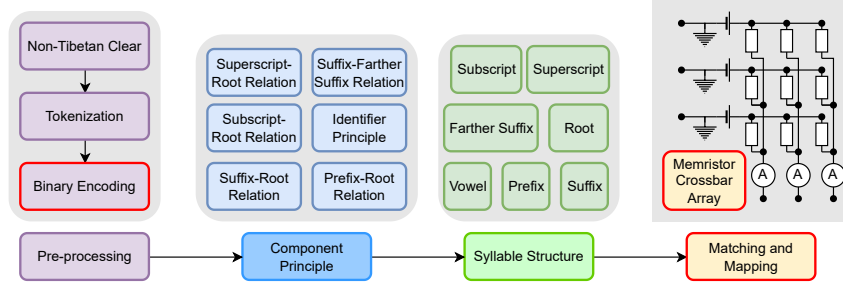 Non-Tibetan Clear
Tokenization
Binary Encoding
Superscript-
Root Relation
Suffix-Farther
Suffix Relation
Subscript-
Root Relation
Identifier
Principle
Suffix-Root
Relation
Prefix-Root
Relation
Subscript
Superscript
Farther Suffix
Root
Vowel
Prefix
Suffix
Memristor
Crossbar
Array
A
A
A
Pre-processing
Component
Principle
Syllable Structure
Matching and
Mapping